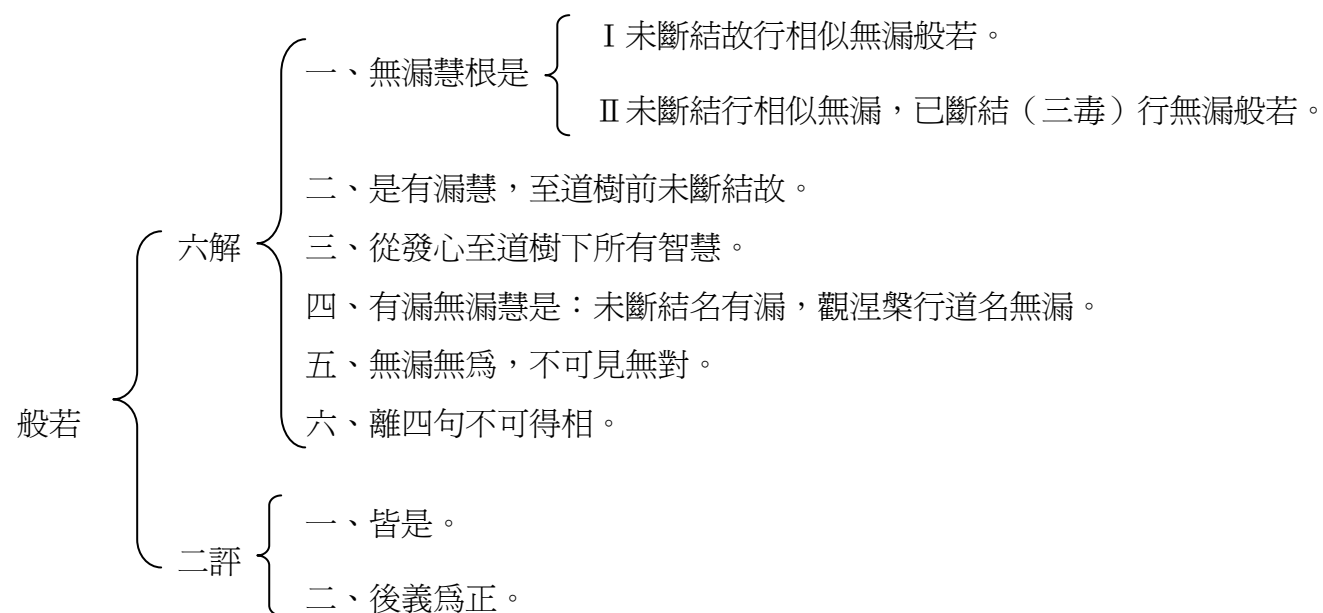 般若
六解
一、無漏慧根是
Ⅰ未斷結故行相似無漏般若。
Ⅱ未斷結行相似無漏，已斷結（三毒）行無漏般若。
二、是有漏慧，至道樹前未斷結故。
三、從發心至道樹下所有智慧。
四、有漏無漏慧是：未斷結名有漏，觀涅槃行道名無漏。
五、無漏無爲，不可見無對。
六、離四句不可得相。
二評
一、皆是。
二、後義爲正。